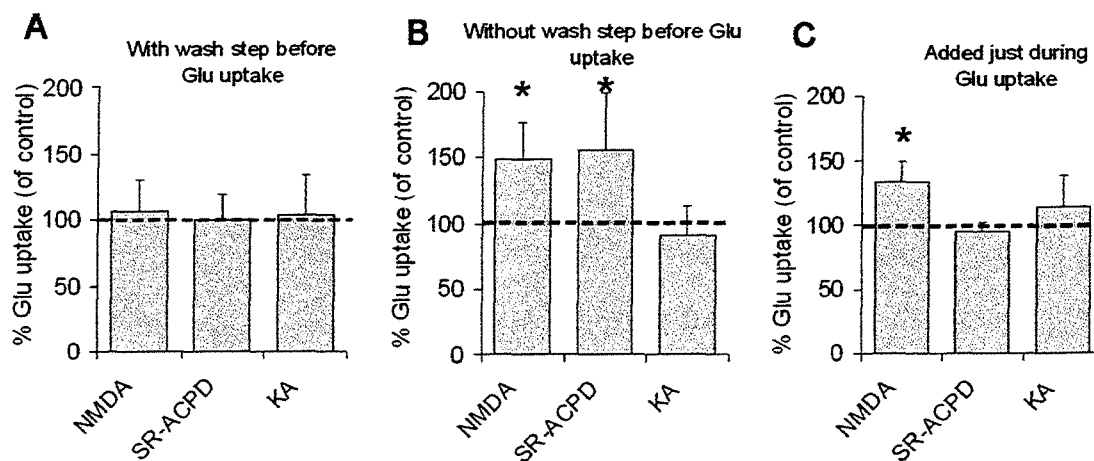 A
With wash step before
Glu uptake
% Glu uptake (of control)
200
150
100
50
0
NMDA
SR-ACPD
KA
B
Without wash step before Glu
uptake
% Glu uptake (of control)
200
150
100
50
0
*
*
NMDA
SR-ACPD
KA
C
Added just during
Glu uptake
% Glu uptake (of control)
200
150
100
50
0
*
NMDA
SR-ACPD
KA